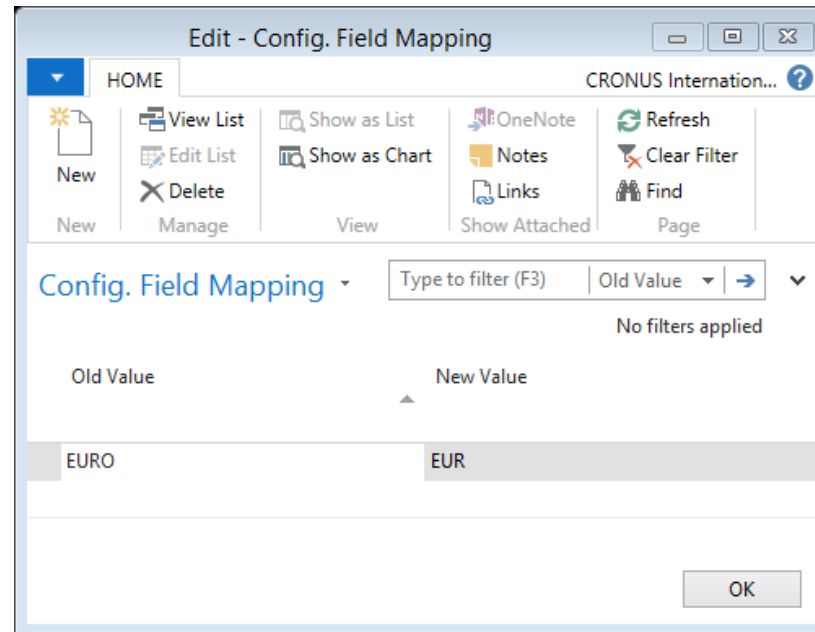 Edit - Config. Field Mapping
HOME
CRONUS Internation... ?
New
View List
Edit List
Delete
Show as List
Show as Chart
OneNote
Notes
Links
Refresh
Clear Filter
Find
New
Manage
View
Show Attached
Page
Config. Field Mapping
Type to filter (F3)
Old Value
No filters applied
Old Value New Value
EURO EUR
OK